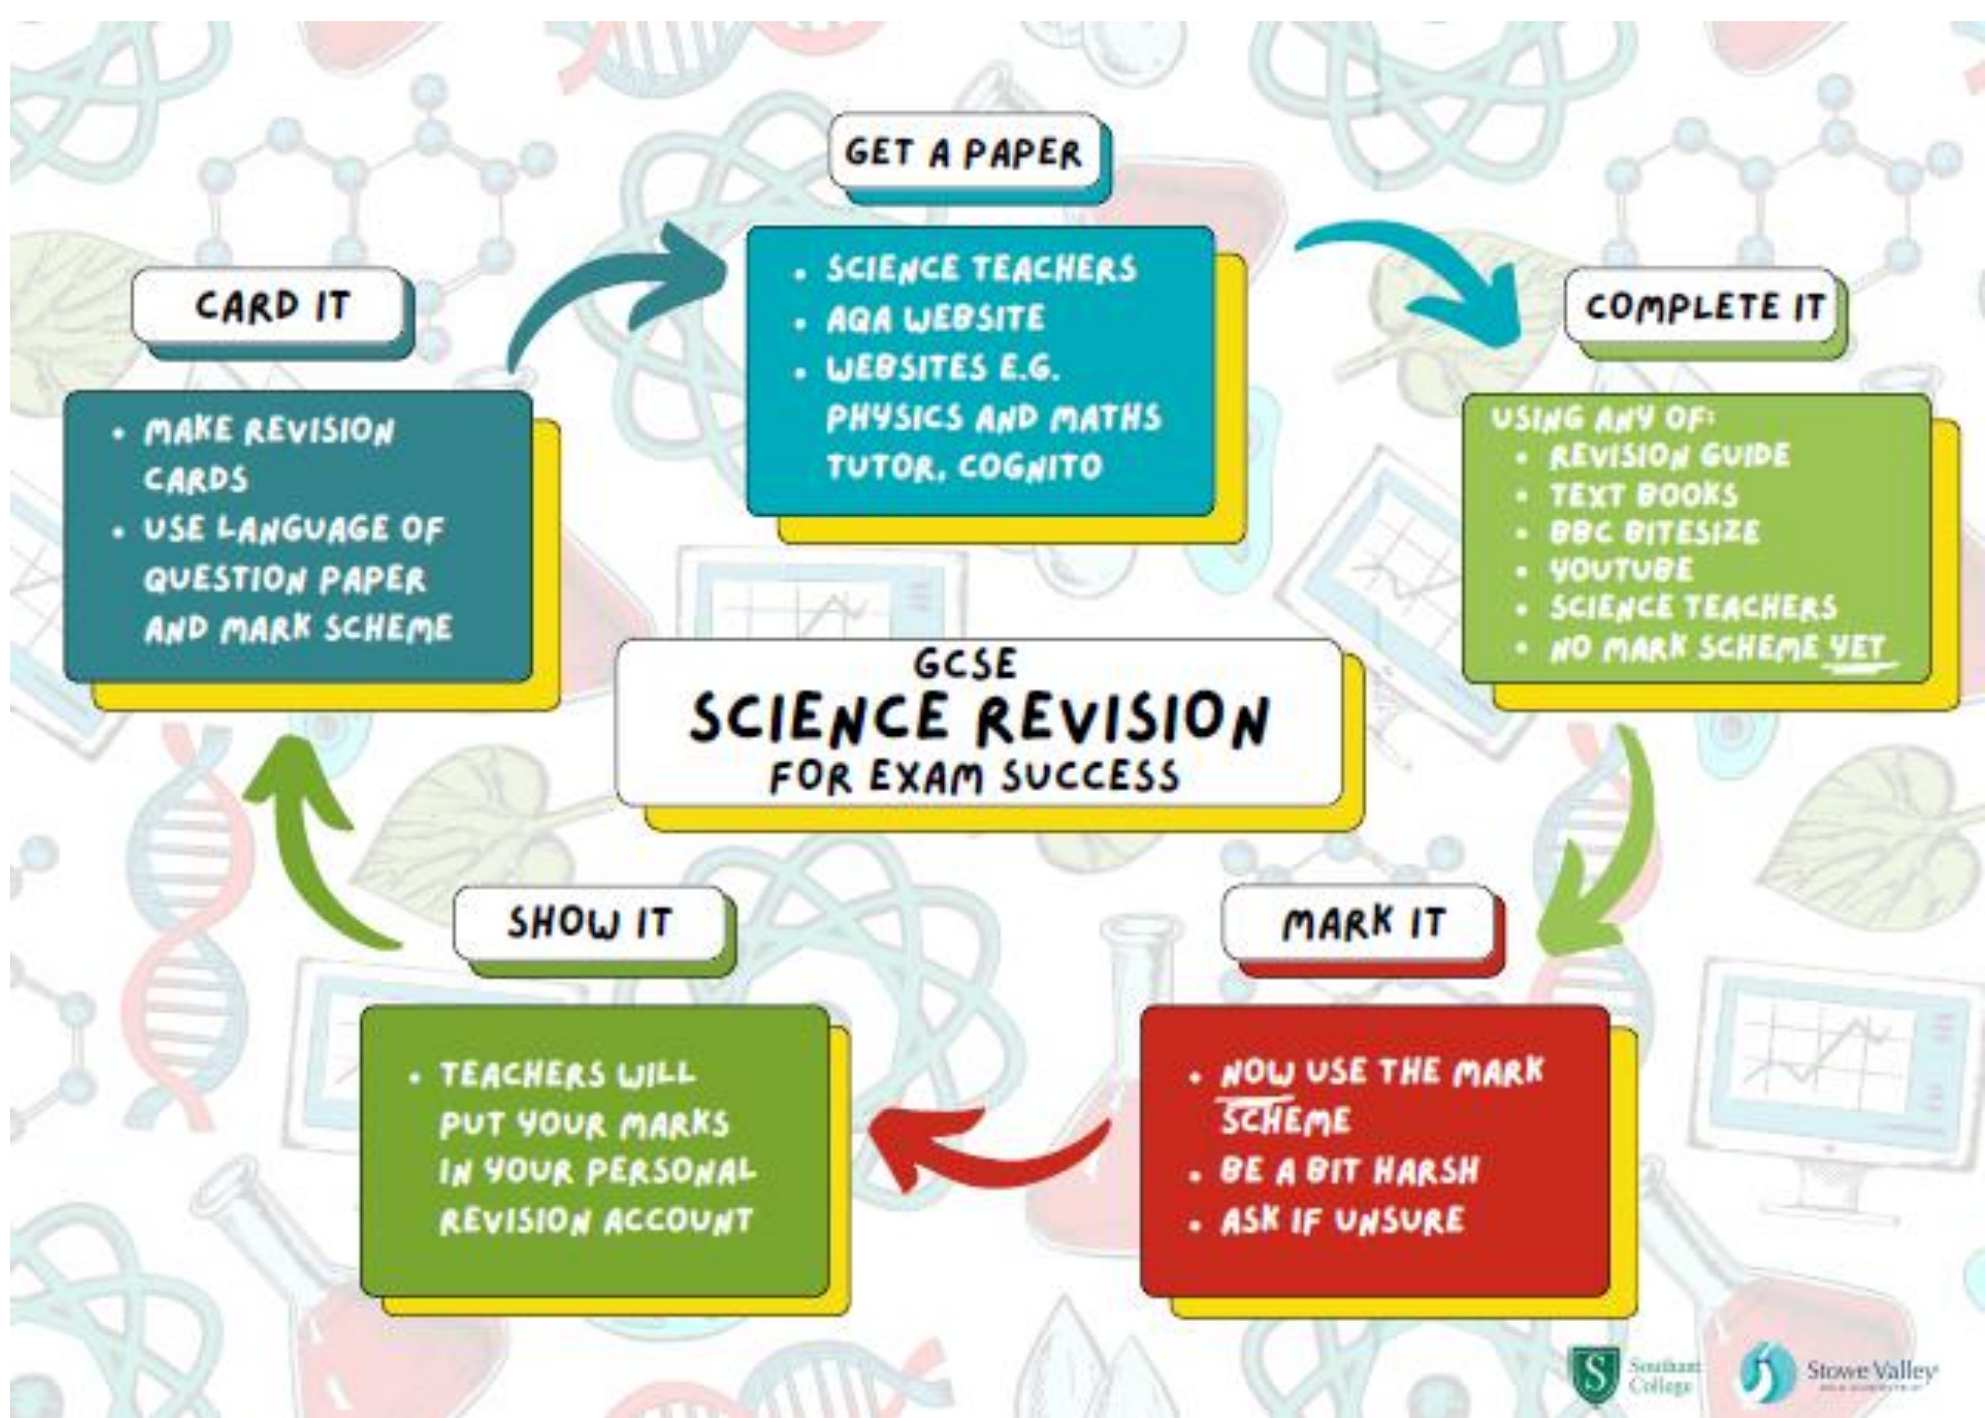 GET A PAPER
• SCIENCE TEACHERS
• AQA WEBSITE
• WEBSITES E.G.
PHYSICS AND MATHS
TUTOR, COGNITO
COMPLETE IT
USING ANY OF:
• REVISION GUIDE
• TEXT BOOKS
• BBC BITESIZE
• YOUTUBE
• SCIENCE TEACHERS
• NO MARK SCHEME YET
CARD IT
• MAKE REVISION
CARDS
• USE LANGUAGE OF
QUESTION PAPER
AND MARK SCHEME
GCSE
SCIENCE REVISION
FOR EXAM SUCCESS
SHOW IT
• TEACHERS WILL
PUT YOUR MARKS
IN YOUR PERSONAL
REVISION ACCOUNT
MARK IT
• NOW USE THE MARK
SCHEME
• BE A BIT HARSH
• ASK IF UNSURE
S
Southam
College
Stowe Valley